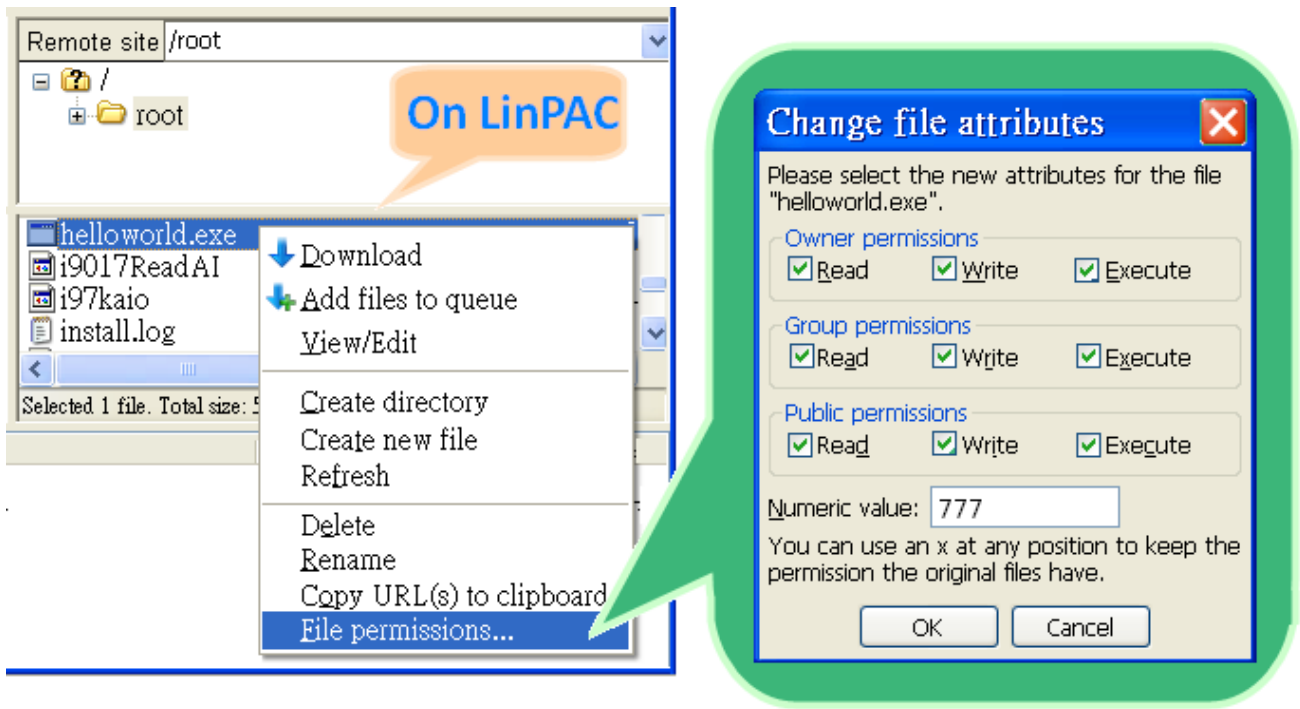 Remote site /root
/
root
On LinPAC
helloworld.exe
i9017ReadAI
i97kaio
install.log
Selected 1 file. Total size:
Download
Add files to queue
View/Edit
Create directory
Create new file
Refresh
Delete
Rename
Copy URL(s) to clipboard
File permissions...
Change file attributes
Please select the new attributes for the file
"helloworld.exe".
Owner permissions
Read Write Execute
Group permissions
Read Write Execute
Public permissions
Read Write Execute
Numeric value: 777
You can use an x at any position to keep the
permission the original files have.
OK Cancel